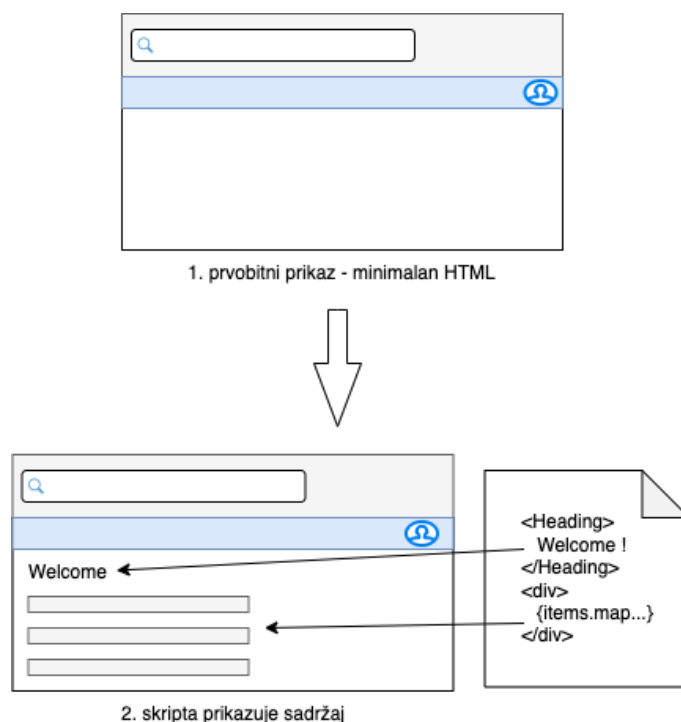 1. prvobitni prikaz - minimalan HTML
Welcome
<Heading>
Welcome !
</Heading>
<div>
{items.map...}
</div>
2. skripta prikazuje sadržaj